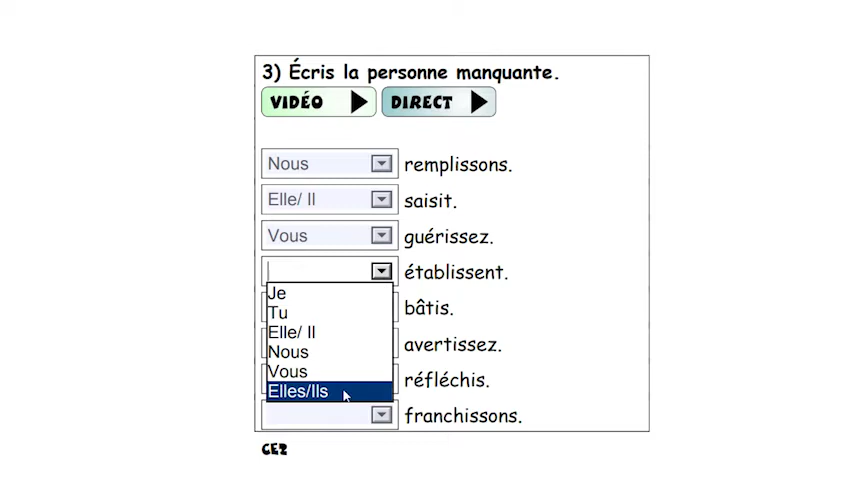 3) Écris la personne manquante.
VIDÉO DIRECT
Nous remplissons.
Elle/ Il saisit.
Vous guérissez.
établissent.
Je
Tu
Elle/ Il
Nous
Vous
Elles/Ils
bâtis.
avertissez.
réfléchis.
franchissons.
CE2